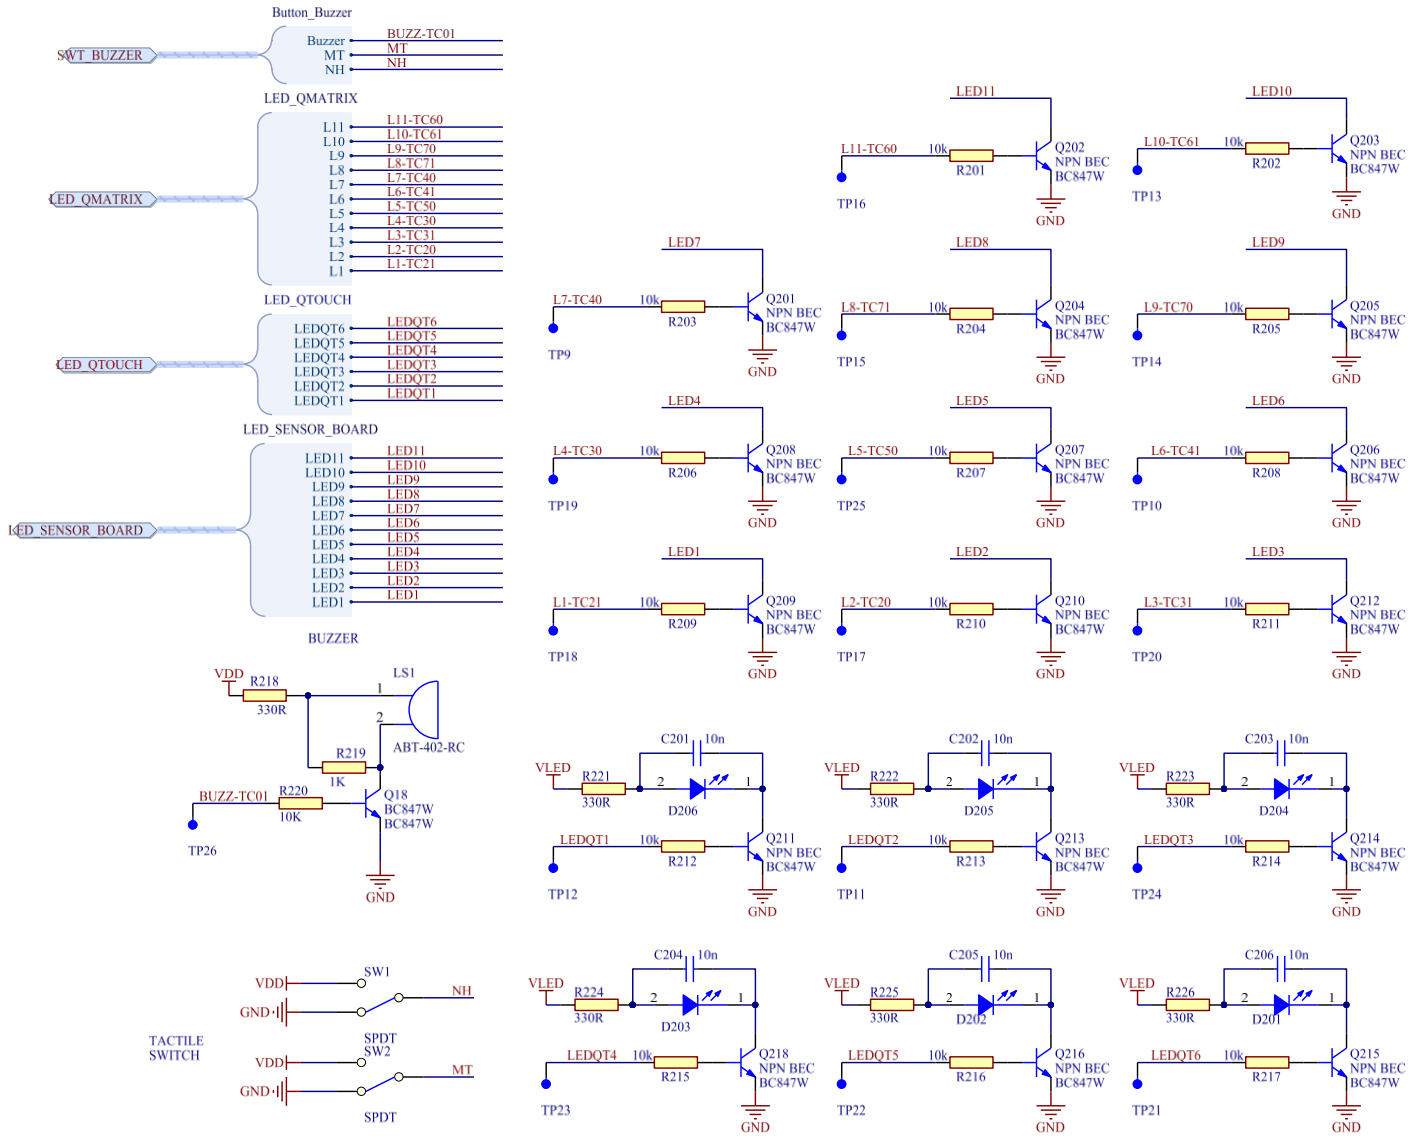 Button_Buzzer
SWT_BUZZER
Buzzer BUZZ-TC01
MT MT
NH NH
LED_QMATRIX
LED_QMATRIX
L11 L11-TC60
L10 L10-TC61
L9 L9-TC70
L8 L8-TC71
L7 L7-TC40
L6 L6-TC41
L5 L5-TC50
L4 L4-TC30
L3 L3-TC31
L2 L2-TC20
L1 L1-TC21
LED_QTOUCH
LED_QTOUCH
LEDQT6 LEDQT6
LEDQT5 LEDQT5
LEDQT4 LEDQT4
LEDQT3 LEDQT3
LEDQT2 LEDQT2
LEDQT1 LEDQT1
LED_SENSOR_BOARD
LED_SENSOR_BOARD
LED11 LED11
LED10 LED10
LED9 LED9
LED8 LED8
LED7 LED7
LED6 LED6
LED5 LED5
LED4 LED4
LED3 LED3
LED2 LED2
LED1 LED1
BUZZER
VDD
R218
330R
1
LS1
2
ABT-402-RC
R219
1K
BUZZ-TC01
R220
10K
Q18
BC847W
BC847W
TP26
GND
TACTILE
SWITCH
VDD
SW1
GND
NH
SPDT
VDD
SW2
GND
MT
SPDT
LED11
L11-TC60
10k
R201
Q202
NPN BEC
BC847W
TP16
GND
LED10
L10-TC61
10k
R202
Q203
NPN BEC
BC847W
TP13
GND
LED7
L7-TC40
10k
R203
Q201
NPN BEC
BC847W
TP9
GND
LED8
L8-TC71
10k
R204
Q204
NPN BEC
BC847W
TP15
GND
LED9
L9-TC70
10k
R205
Q205
NPN BEC
BC847W
TP14
GND
LED4
L4-TC30
10k
R206
Q208
NPN BEC
BC847W
TP19
GND
LED5
L5-TC50
10k
R207
Q207
NPN BEC
BC847W
TP25
GND
LED6
L6-TC41
10k
R208
Q206
NPN BEC
BC847W
TP10
GND
LED1
L1-TC21
10k
R209
Q209
NPN BEC
BC847W
TP18
GND
LED2
L2-TC20
10k
R210
Q210
NPN BEC
BC847W
TP17
GND
LED3
L3-TC31
10k
R211
Q212
NPN BEC
BC847W
TP20
GND
C201 10n
VLED
R221
330R
2 1
D206
LEDQT1
10k
R212
Q211
NPN BEC
BC847W
TP12
GND
C202 10n
VLED
R222
330R
2 1
D205
LEDQT2
10k
R213
Q213
NPN BEC
BC847W
TP11
GND
C203 10n
VLED
R223
330R
2 1
D204
LEDQT3
10k
R214
Q214
NPN BEC
BC847W
TP24
GND
C204 10n
VLED
R224
330R
2 1
D203
LEDQT4
10k
R215
Q218
NPN BEC
BC847W
TP23
GND
C205 10n
VLED
R225
330R
2 1
D202
LEDQT5
10k
R216
Q216
NPN BEC
BC847W
TP22
GND
C206 10n
VLED
R226
330R
2 1
D201
LEDQT6
10k
R217
Q215
NPN BEC
BC847W
TP21
GND